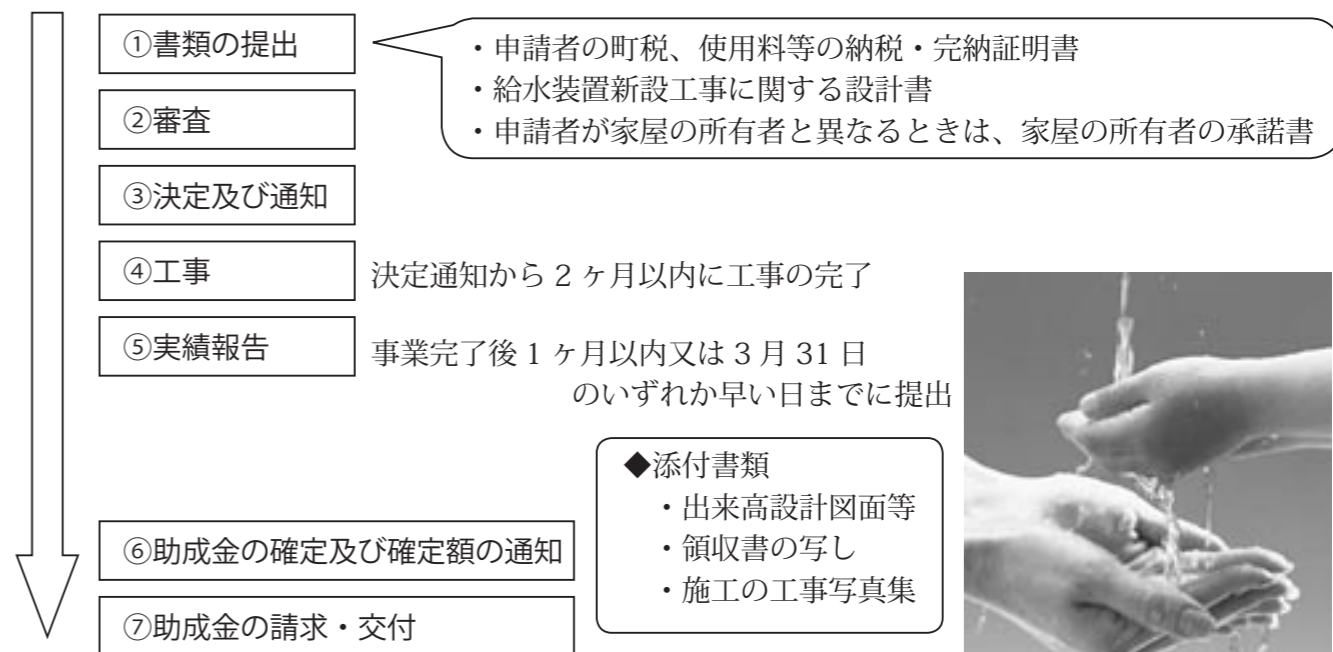 ①書類の提出
・申請者の町税、使用料等の納税・完納証明書
・給水装置新設工事に関する設計書
・申請者が家屋の所有者と異なるときは、家屋の所有者の承諾書
②審査
③決定及び通知
④工事
決定通知から 2 ヶ月以内に工事の完了
⑤実績報告
事業完了後 1 ヶ月以内又は 3 月 31 日
のいずれか早い日までに提出
◆添付書類
・出来高設計図面等
・領収書の写し
・施工の工事写真集
⑥助成金の確定及び確定額の通知
⑦助成金の請求・交付